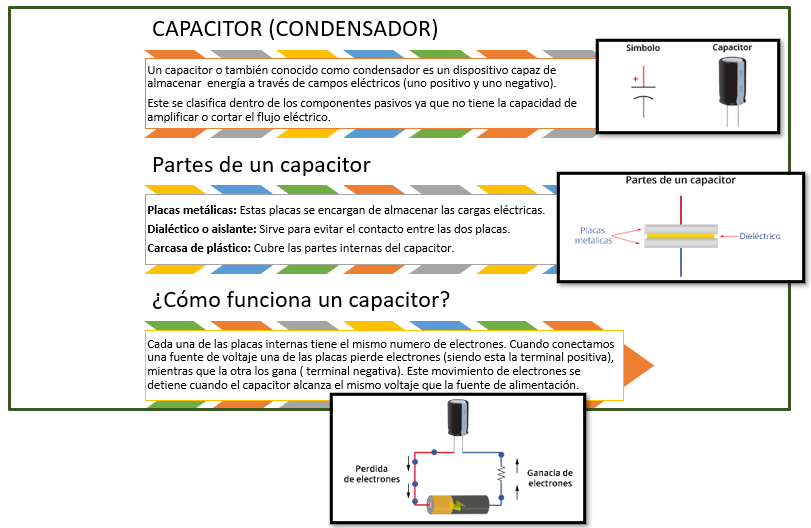 CAPACITOR (CONDENSADOR)
Un capacitor o también conocido como condensador es un dispositivo capaz de
almacenar energía a través de campos eléctricos (uno positivo y uno negativo).
Este se clasifica dentro de los componentes pasivos ya que no tiene la capacidad de
amplificar o cortar el flujo eléctrico.
Simbolo
Capacitor
+
Partes de un capacitor
Placas metálicas: Estas placas se encargan de almacenar las cargas eléctricas.
Dialéctico o aislante: Sirve para evitar el contacto entre las dos placas.
Carcasa de plástico: Cubre las partes internas del capacitor.
Partes de un capacitor
Placas
metalicas
Dieléctrico
¿Cómo funciona un capacitor?
Cada una de las placas internas tiene el mismo numero de electrones. Cuando conectamos
una fuente de voltaje una de las placas pierde electrones (siendo esta la terminal positiva),
mientras que la otra los gana ( terminal negativa). Este movimiento de electrones se
detiene cuando el capacitor alcanza el mismo voltaje que la fuente de alimentación.
Perdida
de electrones
Ganacia de
electrones